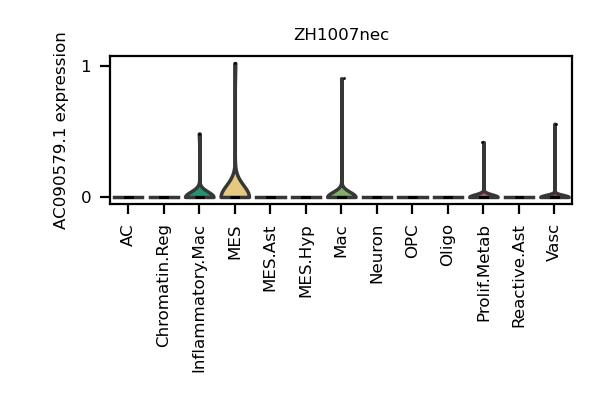 ZH1007nec
AC090579.1 expression
1
0
AC
Chromatin.Reg
Inflammatory.Mac
MES
MES.Ast
MES.Hyp
Mac
Neuron
OPC
Oligo
Prolif.Metab
Reactive.Ast
Vasc